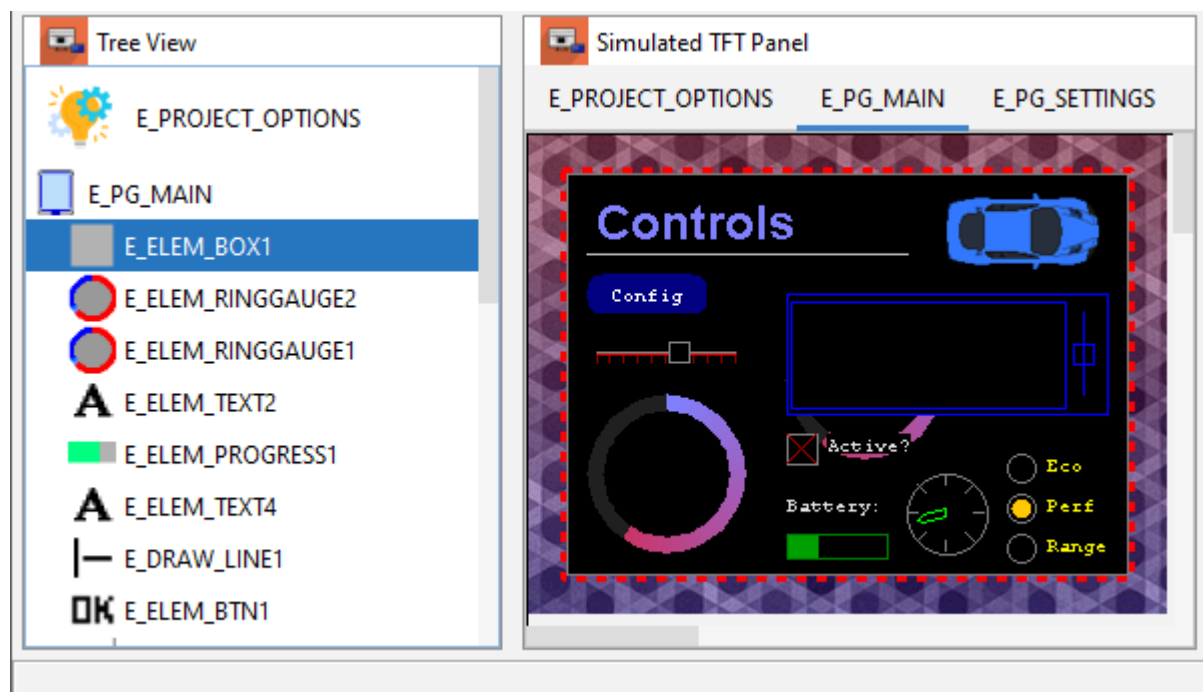 Tree View
E_PROJECT_OPTIONS
E_PG_MAIN
E_ELEM_BOX1
E_ELEM_RINGGAUGE2
E_ELEM_RINGGAUGE1
A E_ELEM_TEXT2
E_ELEM_PROGRESS1
A E_ELEM_TEXT4
E_DRAW_LINE1
OK E_ELEM_BTN1
Simulated TFT Panel
E_PROJECT_OPTIONS E_PG_MAIN E_PG_SETTINGS
Controls
Config
Active?
Battery:
Eco
Perf
Range